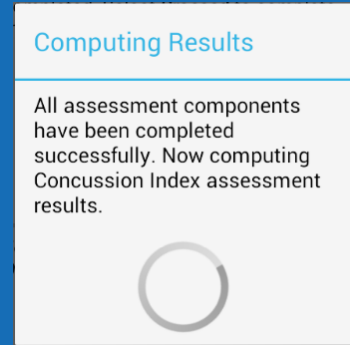 Computing Results
All assessment components
have been completed
successfully. Now computing
Concussion Index assessment
results.